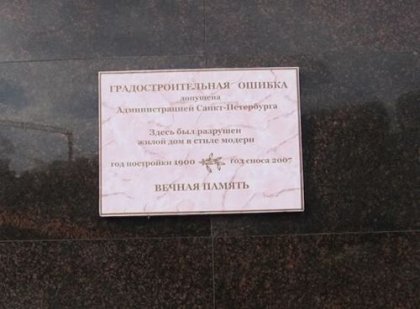 ГРАДОСТРОИТЕЛЬНАЯ ОШИБКА
допущена
Администрацией Санкт-Петербурга
Здесь был разрушен
жилой дом в стиле модерн
год постройки 1900 год сноса 2007
ВЕЧНАЯ ПАМЯТЬ